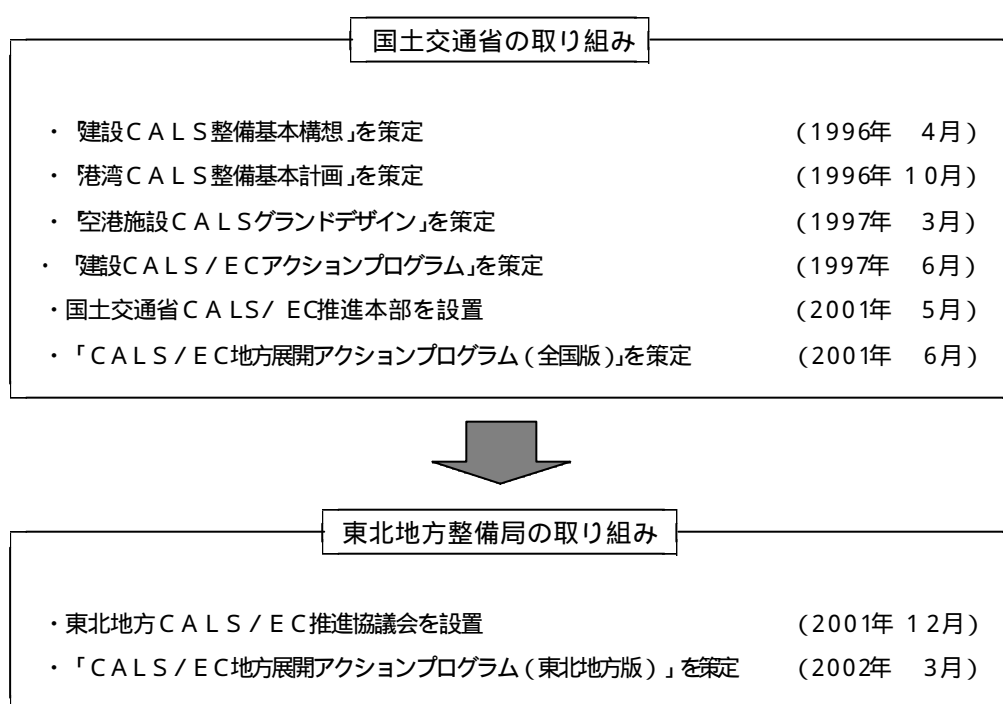 国土交通省の取り組み
・「建設ＣＡＬＳ整備基本構想」を策定 (1996年 4月)
・「港湾ＣＡＬＳ整備基本計画」を策定 (1996年 10月)
・「空港施設ＣＡＬＳグランドデザイン」を策定 (1997年 3月)
・「建設CALS/ECアクションプログラム」を策定 (1997年 6月)
・国土交通省CALS/EC推進本部を設置 (2001年 5月)
・「CALS/EC地方展開アクションプログラム(全国版)」を策定 (2001年 6月)
東北地方整備局の取り組み
・東北地方CALS/EC推進協議会を設置 (2001年 12月)
・「CALS/EC地方展開アクションプログラム(東北地方版)」を策定 (2002年 3月)